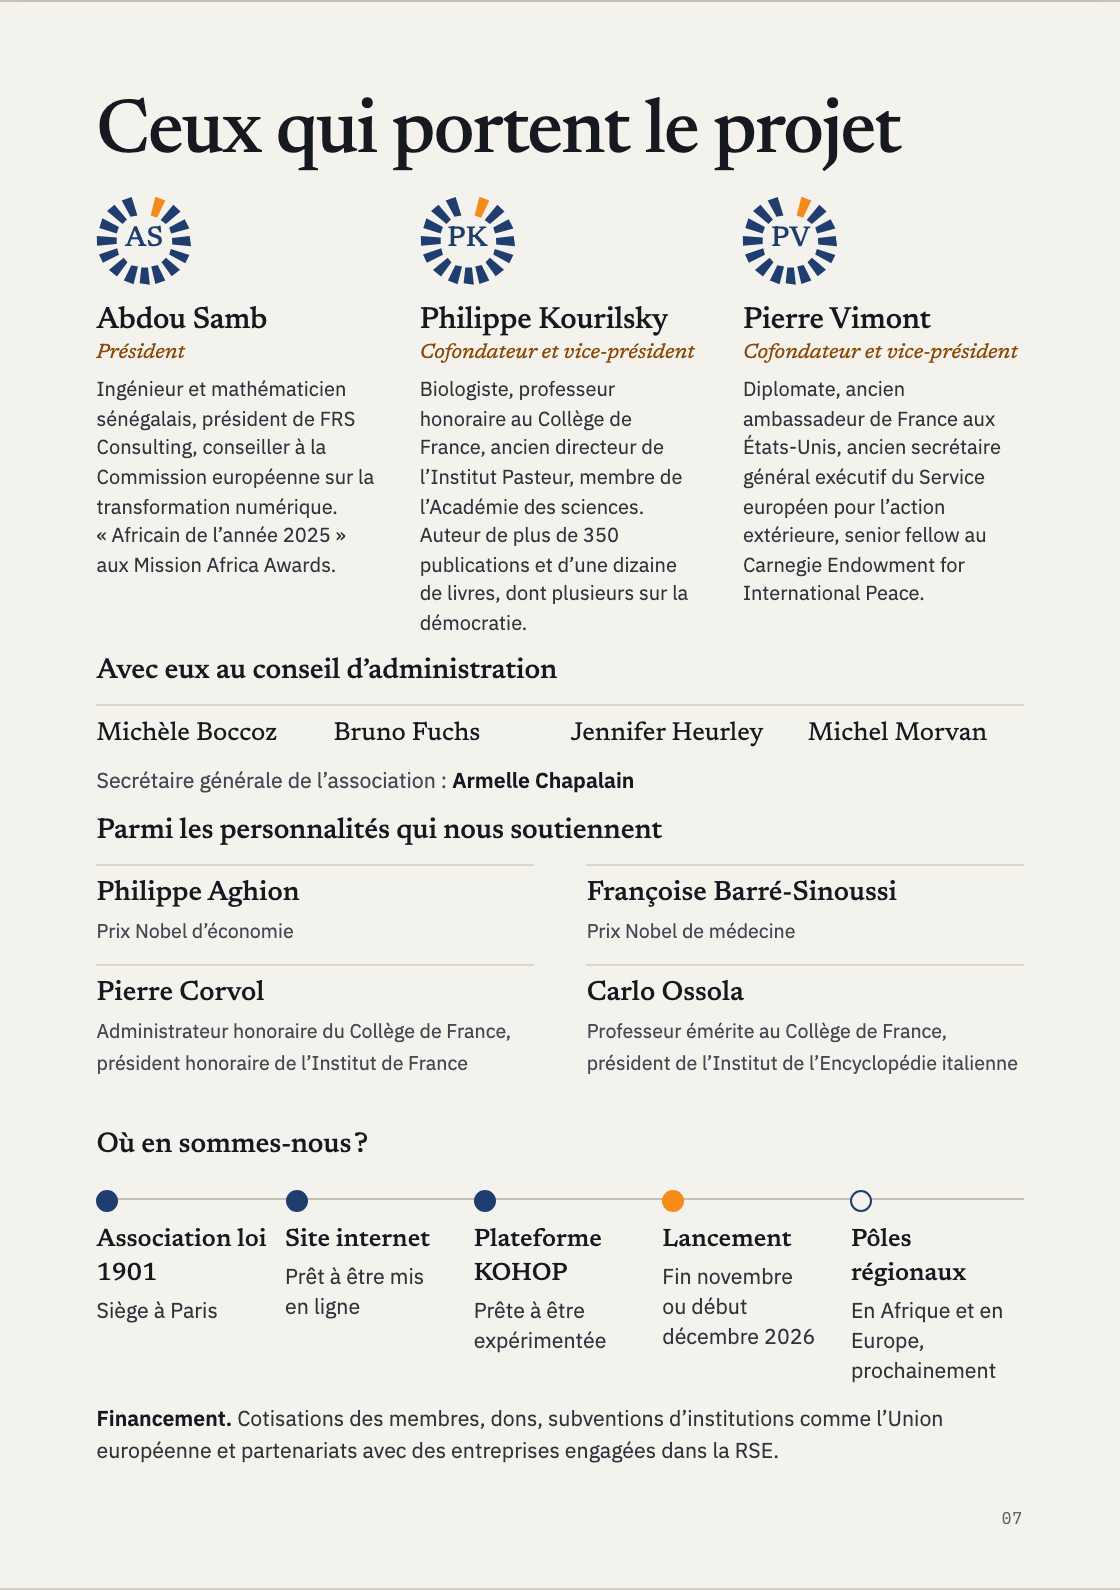 Ceux qui portent le projet
AS
Abdou Samb
Président
Ingénieur et mathématicien
sénégalais, président de FRS
Consulting, conseiller à la
Commission européenne sur la
transformation numérique.
« Africain de l’année 2025 »
aux Mission Africa Awards.
PK
Philippe Kourilsky
Cofondateur et vice-président
Biologiste, professeur
honoraire au Collège de
France, ancien directeur de
l’Institut Pasteur, membre de
l’Académie des sciences.
Auteur de plus de 350
publications et d’une dizaine
de livres, dont plusieurs sur la
démocratie.
PV
Pierre Vimont
Cofondateur et vice-président
Diplomate, ancien
ambassadeur de France aux
États-Unis, ancien secrétaire
général exécutif du Service
européen pour l’action
extérieure, senior fellow au
Carnegie Endowment for
International Peace.
Avec eux au conseil d’administration
Michèle Boccoz Bruno Fuchs Jennifer Heurley Michel Morvan
Secrétaire générale de l’association : Armelle Chapalain
Parmi les personnalités qui nous soutiennent
Philippe Aghion
Prix Nobel d’économie
Françoise Barré-Sinoussi
Prix Nobel de médecine
Pierre Corvol
Administrateur honoraire du Collège de France,
président honoraire de l’Institut de France
Carlo Ossola
Professeur émérite au Collège de France,
président de l’Institut de l’Encyclopédie italienne
Où en sommes-nous ?
Association loi
1901
Siège à Paris
Site internet
Prêt à être mis
en ligne
Plateforme
KOHOP
Prête à être
expérimentée
Lancement
Fin novembre
ou début
décembre 2026
Pôles
régionaux
En Afrique et en
Europe,
prochainement
Financement. Cotisations des membres, dons, subventions d’institutions comme l’Union
européenne et partenariats avec des entreprises engagées dans la RSE.
07